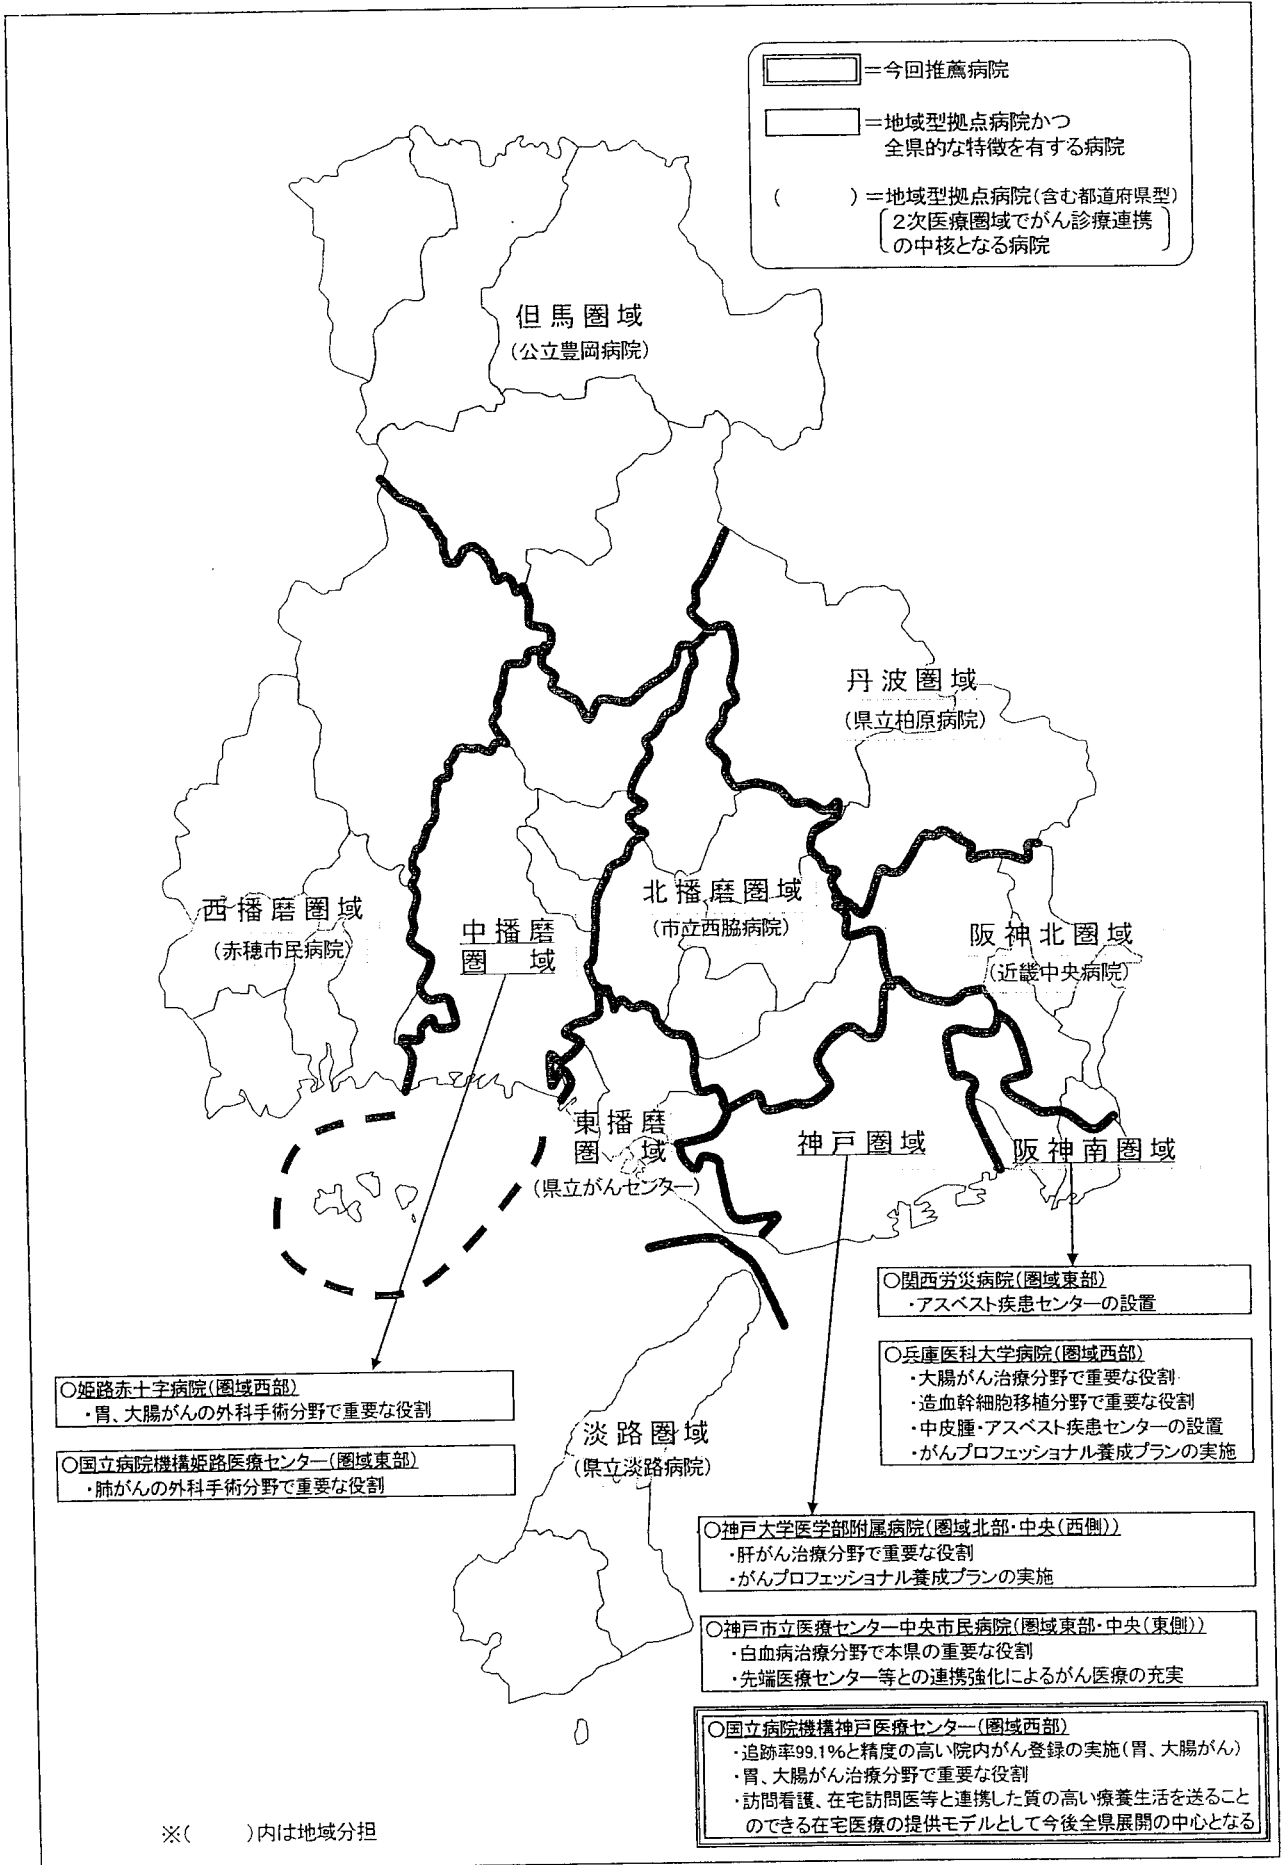 ＝今回推薦病院
＝地域型拠点病院かつ
全県的な特徴を有する病院
(　　　)＝地域型拠点病院(含む都道府県型)
2次医療圏域でがん診療連携
の中核となる病院
但馬圏域
(公立豊岡病院)
丹波圏域
(県立柏原病院)
西播磨圏域
(赤穂市民病院)
中播磨
圏　域
北播磨圏域
(市立西脇病院)
阪神北圏域
(近畿中央病院)
東播磨
圏　域
(県立がんセンター)
神戸圏域
阪神南圏域
○関西労災病院(圏域東部)
・アスベスト疾患センターの設置
○兵庫医科大学病院(圏域西部)
・大腸がん治療分野で重要な役割
・造血幹細胞移植分野で重要な役割
・中皮腫・アスベスト疾患センターの設置
・がんプロフェッショナル養成プランの実施
○姫路赤十字病院(圏域西部)
・胃、大腸がんの外科手術分野で重要な役割
○国立病院機構姫路医療センター(圏域東部)
・肺がんの外科手術分野で重要な役割
淡路圏域
(県立淡路病院)
○神戸大学医学部附属病院(圏域北部・中央(西側))
・肝がん治療分野で重要な役割
・がんプロフェッショナル養成プランの実施
○神戸市立医療センター中央市民病院(圏域東部・中央(東側))
・白血病治療分野で本県の重要な役割
・先端医療センター等との連携強化によるがん医療の充実
○国立病院機構神戸医療センター(圏域西部)
・追跡率99.1%と精度の高い院内がん登録の実施(胃、大腸がん)
・胃、大腸がん治療分野で重要な役割
・訪問看護、在宅訪問医等と連携した質の高い療養生活を送ること
のできる在宅医療の提供モデルとして今後全県展開の中心となる
※(　　　)内は地域分担